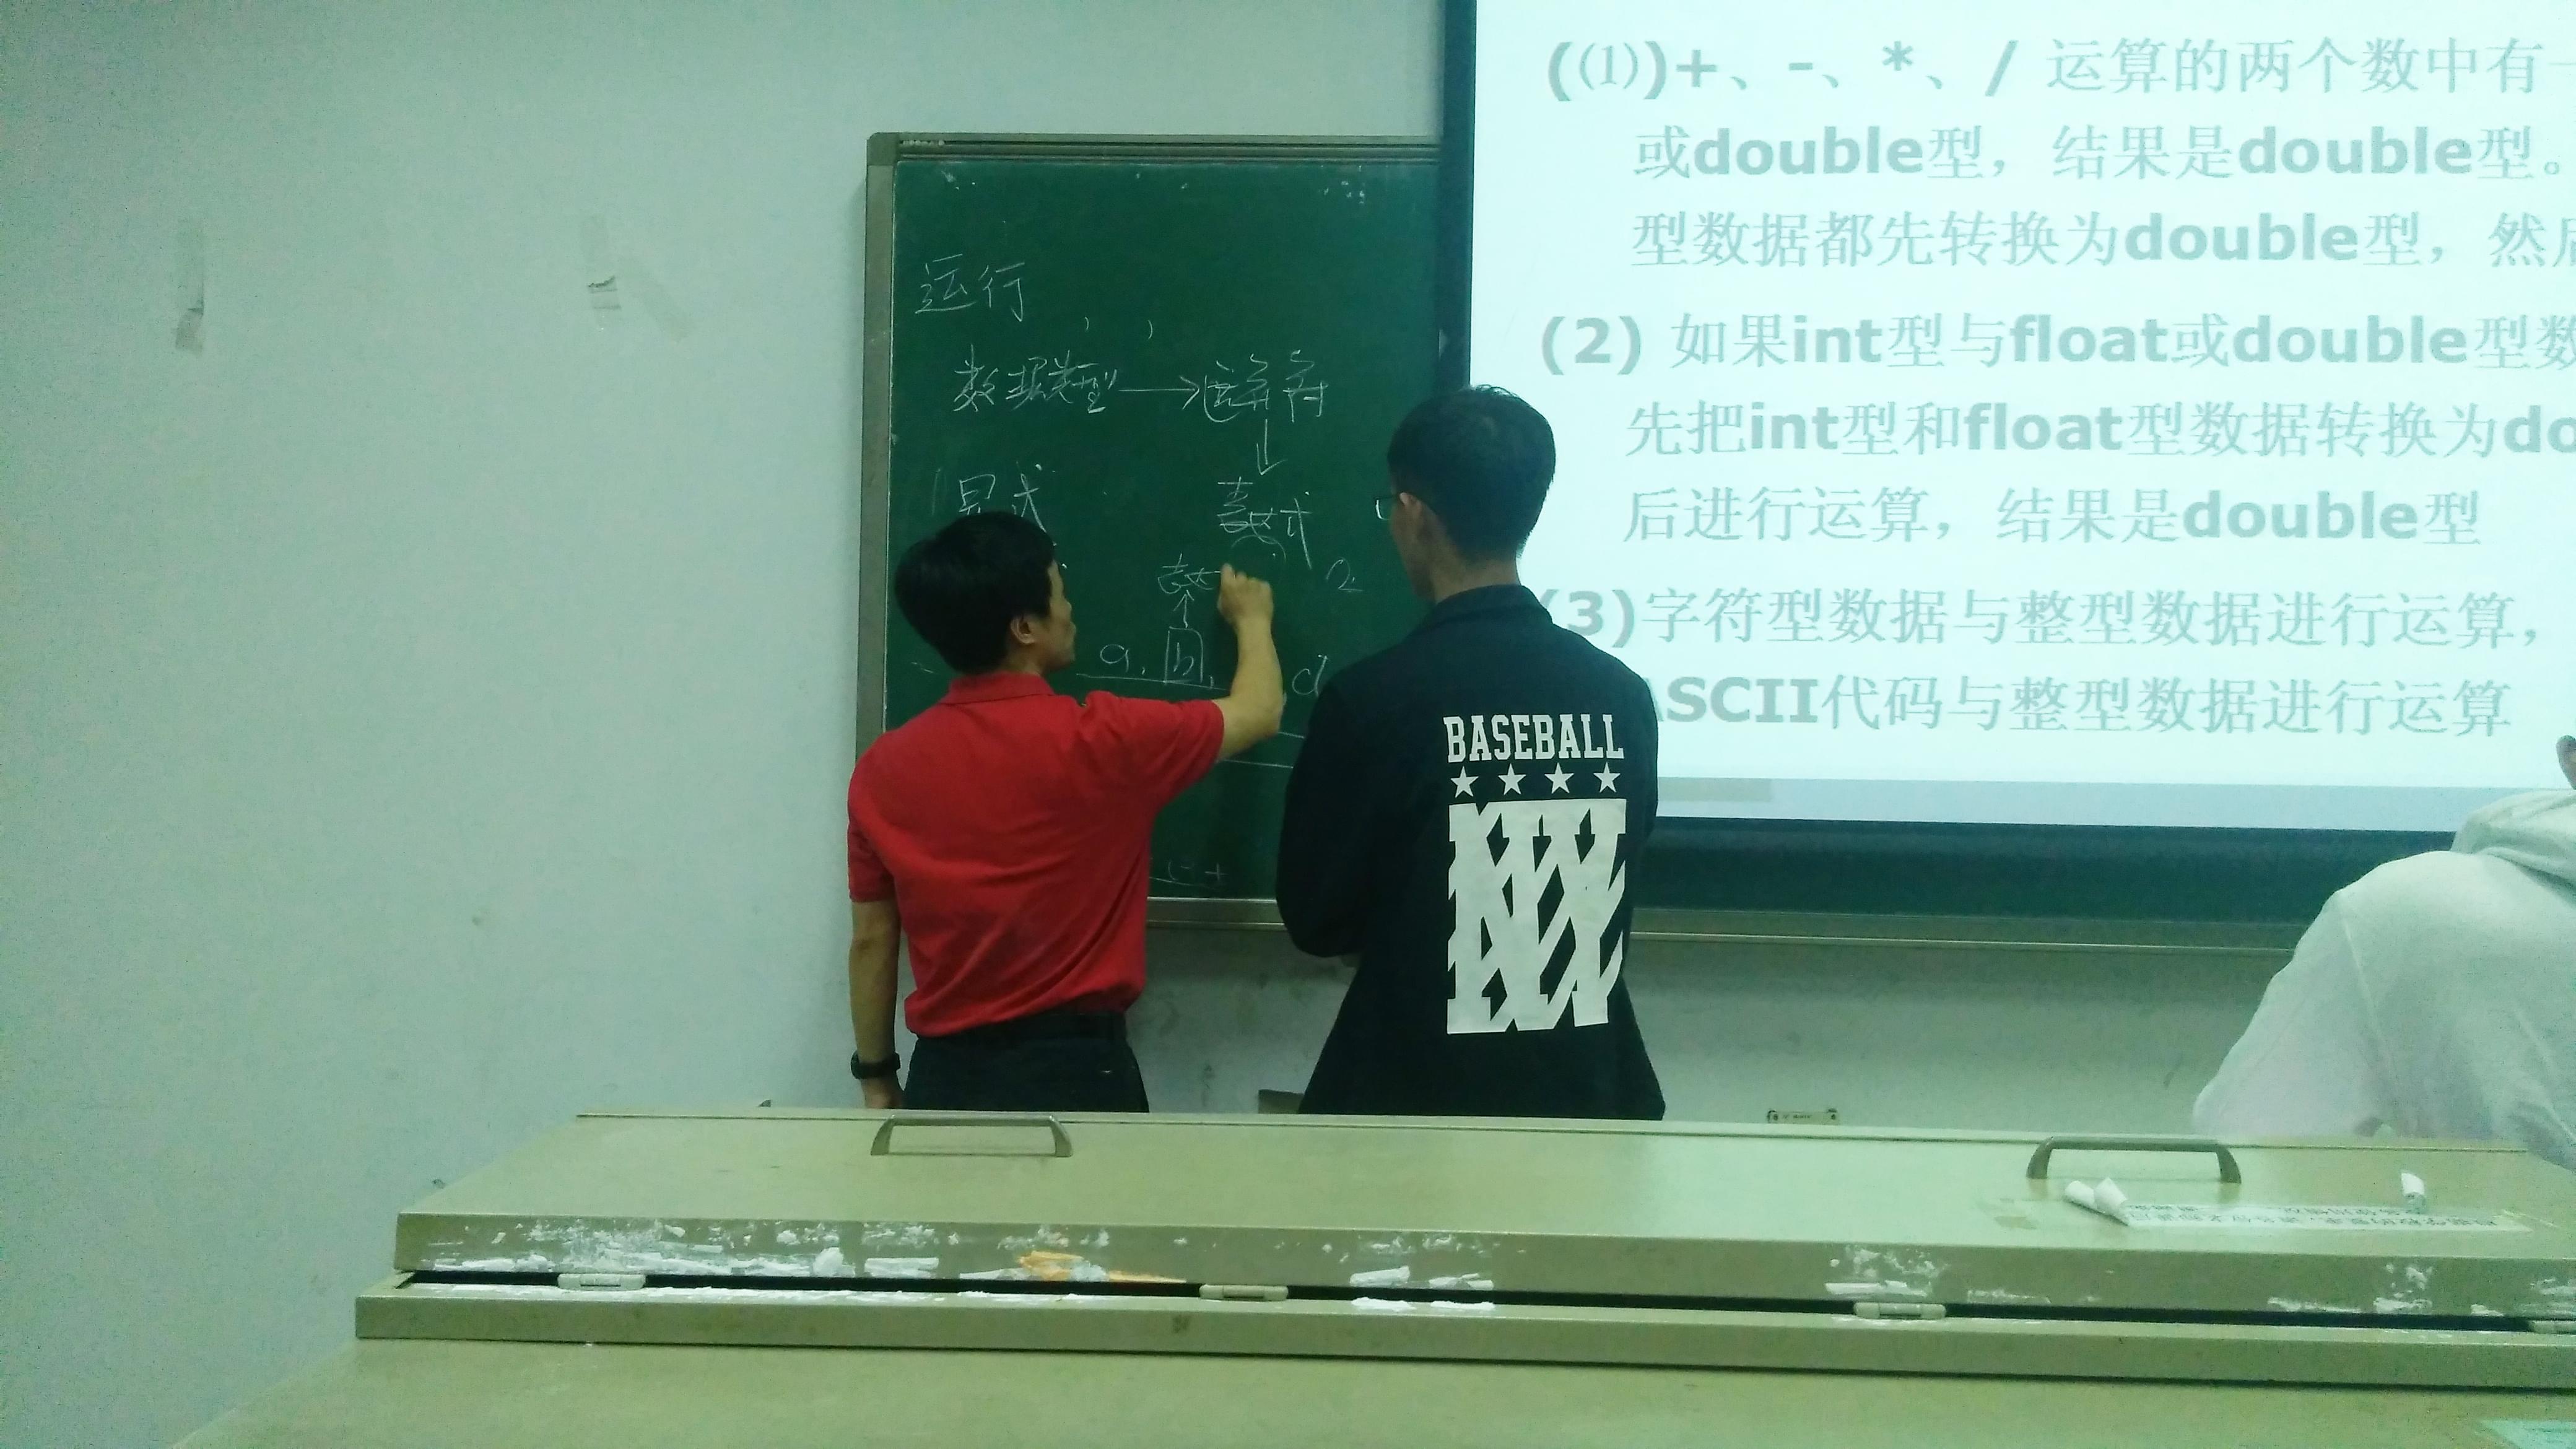 运行
数据类型→运算符
↓
算式
表达式
a, b,
d
((1))+、-、*、/ 运算的两个数中有一
或double型，结果是double型。
型数据都先转换为double型，然后
(2) 如果int型与float或double型数
先把int型和float型数据转换为do
后进行运算，结果是double型
(3)字符型数据与整型数据进行运算，
ASCII代码与整型数据进行运算
BASEBALL
★ ★ ★ ★